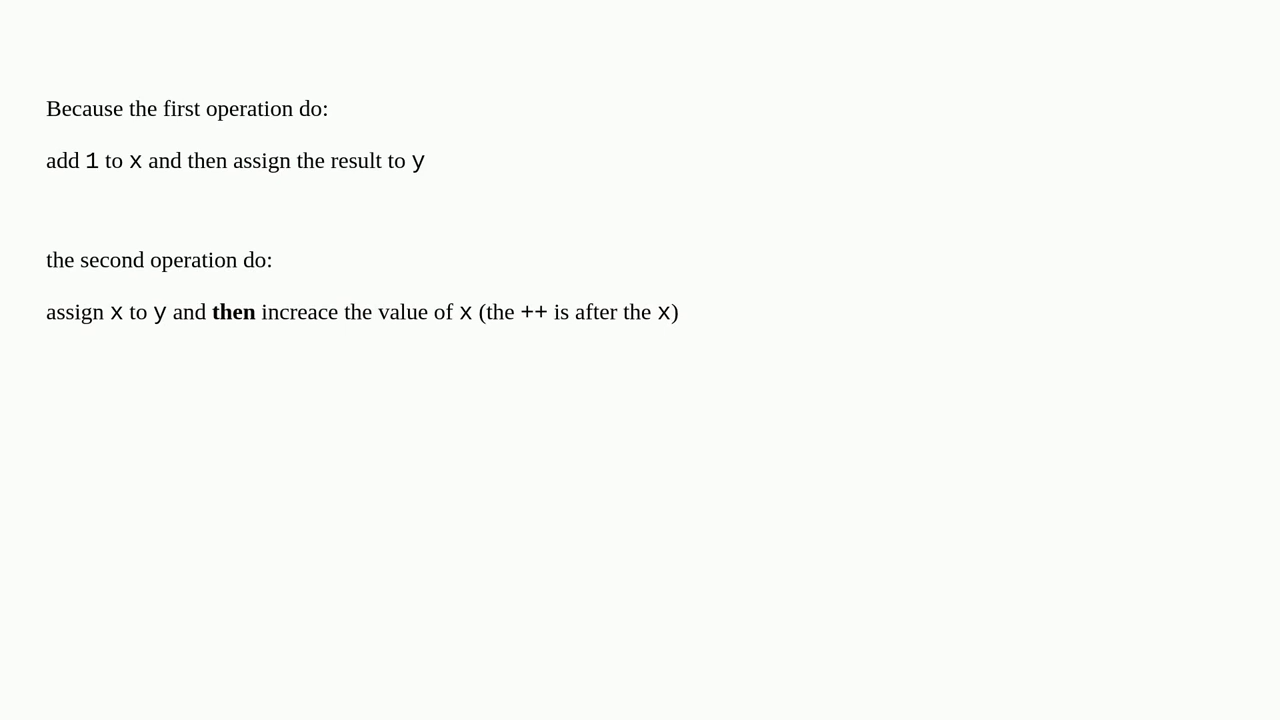 Because the first operation do:
add 1 to x and then assign the result to y
the second operation do:
assign x to y and then increace the value of x (the ++ is after the x)